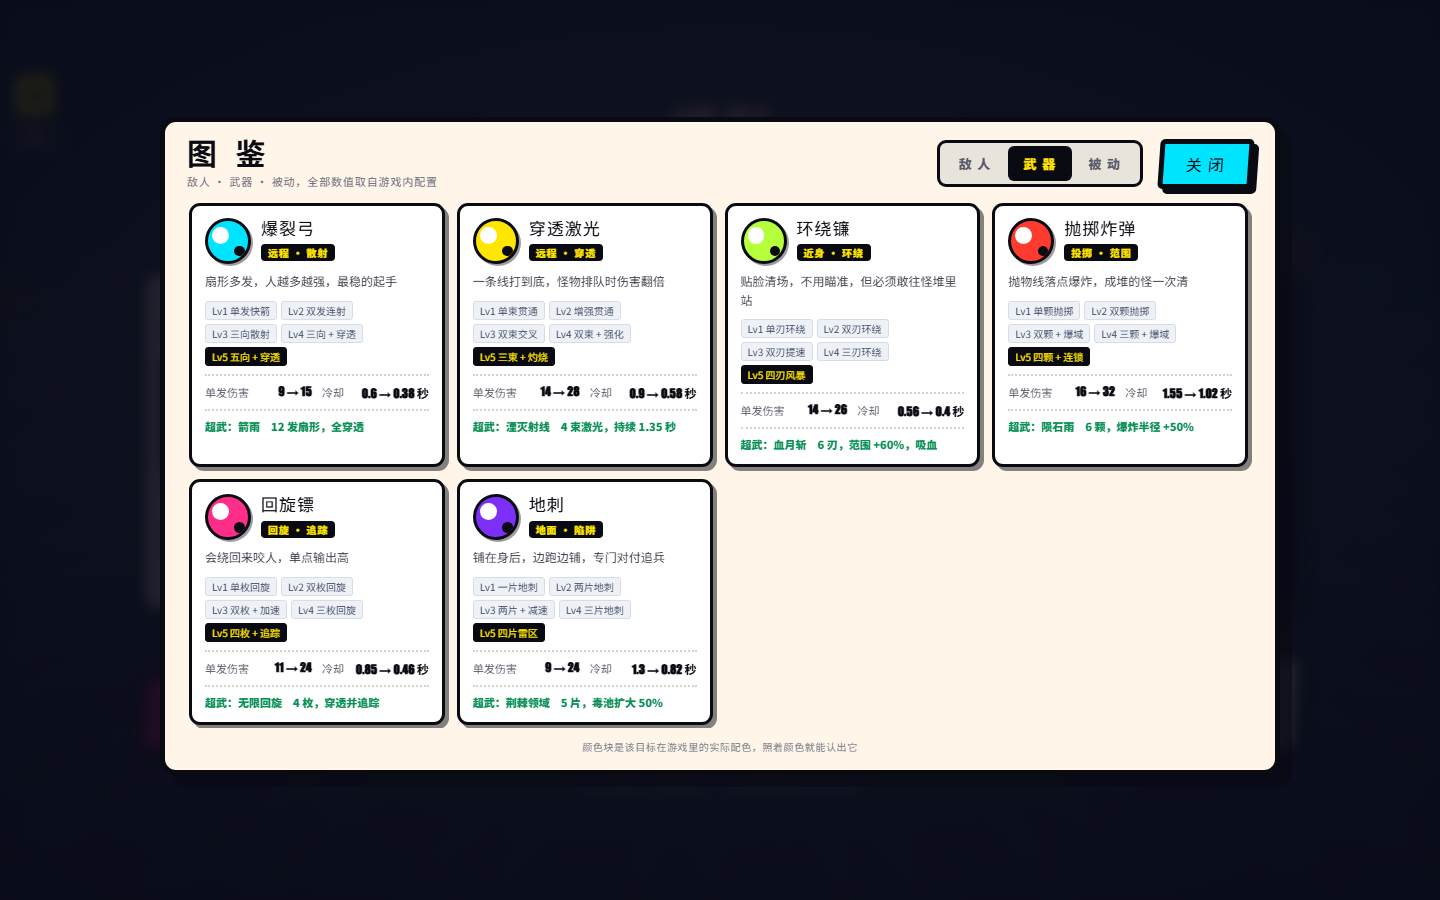 图 鉴
敌人 · 武器 · 被动，全部数值取自游戏内配置
敌人 武器 被动
关闭
爆裂弓
远程 · 散射
扇形多发，人越多越强，最稳的起手
Lv1 单发快箭 Lv2 双发连射
Lv3 三向散射 Lv4 三向 + 穿透
Lv5 五向 + 穿透
单发伤害 9→15 冷却 0.6→0.38 秒
超武：箭雨 12 发扇形，全穿透
穿透激光
远程 · 穿透
一条线打到底，怪物排队时伤害翻倍
Lv1 单束贯通 Lv2 增强贯通
Lv3 双束交叉 Lv4 双束 + 强化
Lv5 三束 + 灼烧
单发伤害 14→28 冷却 0.9→0.58 秒
超武：湮灭射线 4 束激光，持续 1.35 秒
环绕镰
近身 · 环绕
贴脸清场，不用瞄准，但必须敢往怪堆里
站
Lv1 单刃环绕 Lv2 双刃环绕
Lv3 双刃提速 Lv4 三刃环绕
Lv5 四刃风暴
单发伤害 14→26 冷却 0.56→0.4 秒
超武：血月斩 6 刃，范围 +60%，吸血
抛掷炸弹
投掷 · 范围
抛物线落点爆炸，成堆的怪一次清
Lv1 单颗抛掷 Lv2 双颗抛掷
Lv3 双颗 + 爆域 Lv4 三颗 + 爆域
Lv5 四颗 + 连锁
单发伤害 16→32 冷却 1.55→1.02 秒
超武：陨石雨 6 颗，爆炸半径 +50%
回旋镖
回旋 · 追踪
会绕回来咬人，单点输出高
Lv1 单枚回旋 Lv2 双枚回旋
Lv3 双枚 + 加速 Lv4 三枚回旋
Lv5 四枚 + 追踪
单发伤害 11→24 冷却 0.85→0.46 秒
超武：无限回旋 4 枚，穿透并追踪
地刺
地面 · 陷阱
铺在身后，边跑边铺，专门对付追兵
Lv1 一片地刺 Lv2 两片地刺
Lv3 两片 + 减速 Lv4 三片地刺
Lv5 四片雷区
单发伤害 9→24 冷却 1.3→0.82 秒
超武：荆棘领域 5 片，毒池扩大 50%
颜色块是该目标在游戏里的实际配色，照着颜色就能认出它